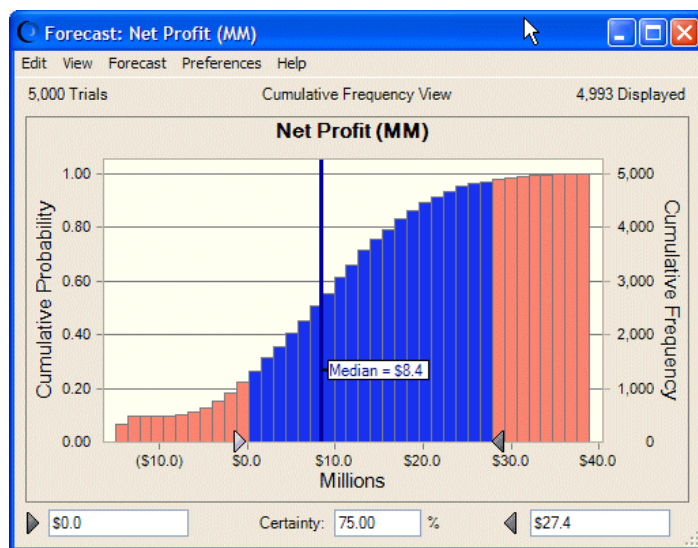 Forecast: Net Profit (MM)
Edit View Forecast Preferences Help
5,000 Trials Cumulative Frequency View 4,993 Displayed
Net Profit (MM)
Cumulative Probability
1.00
0.80
0.60
0.40
0.20
0.00
Median = $8.4
5,000
4,000
3,000
2,000
1,000
0
Cumulative Frequency
($10.0) $0.0 $10.0 $20.0 $30.0 $40.0
Millions
$0.0 Certainty: 75.00 % $27.4